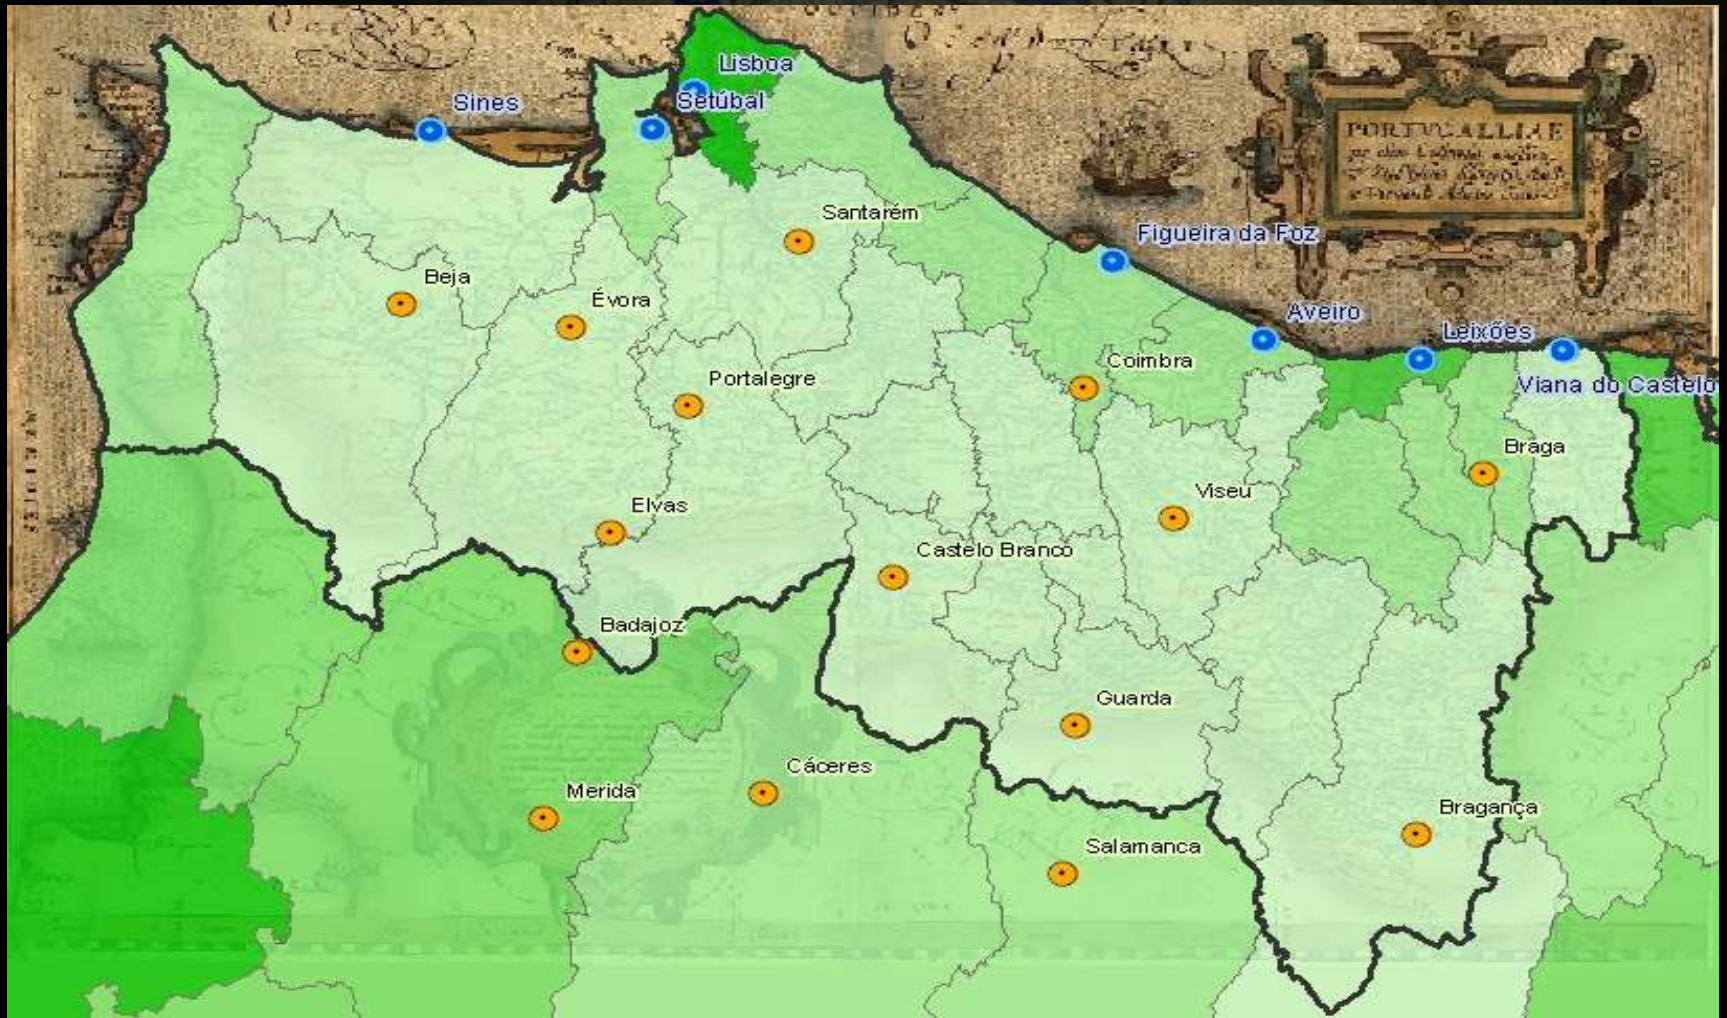 Lisboa
Sines
Setúbal
PORTVGALLIAE
Santarém
Figueira da Foz
Beja
Évora
Aveiro
Leixões
Coimbra
Portalegre
Viana do Castelo
Braga
Viseu
Elvas
Castelo Branco
Badajoz
Guarda
Cáceres
Merida
Bragança
Salamanca